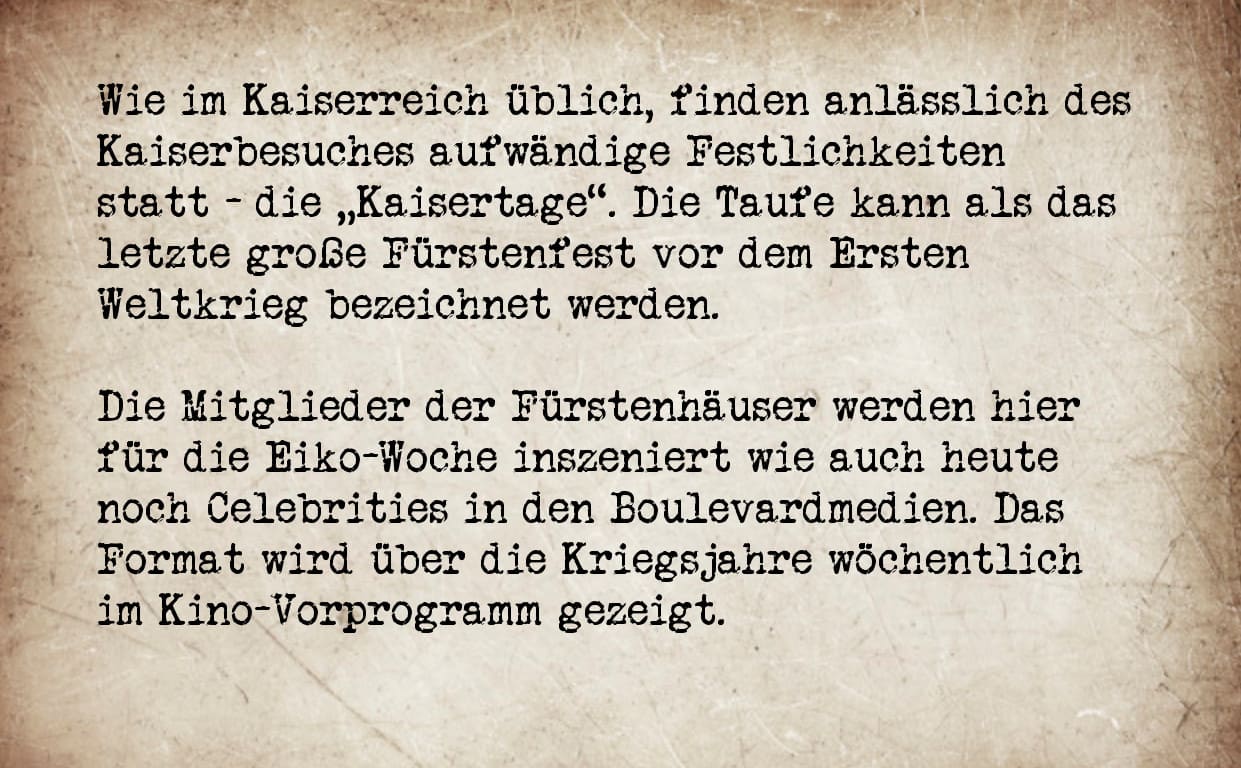 Wie im Kaiserreich üblich, finden anlässlich des
Kaiserbesuches aufwändige Festlichkeiten
statt - die „Kaisertage“. Die Taufe kann als das
letzte große Fürstenfest vor dem Ersten
Weltkrieg bezeichnet werden.
Die Mitglieder der Fürstenhäuser werden hier
für die Eiko-Woche inszeniert wie auch heute
noch Celebrities in den Boulevardmedien. Das
Format wird über die Kriegsjahre wöchentlich
im Kino-Vorprogramm gezeigt.